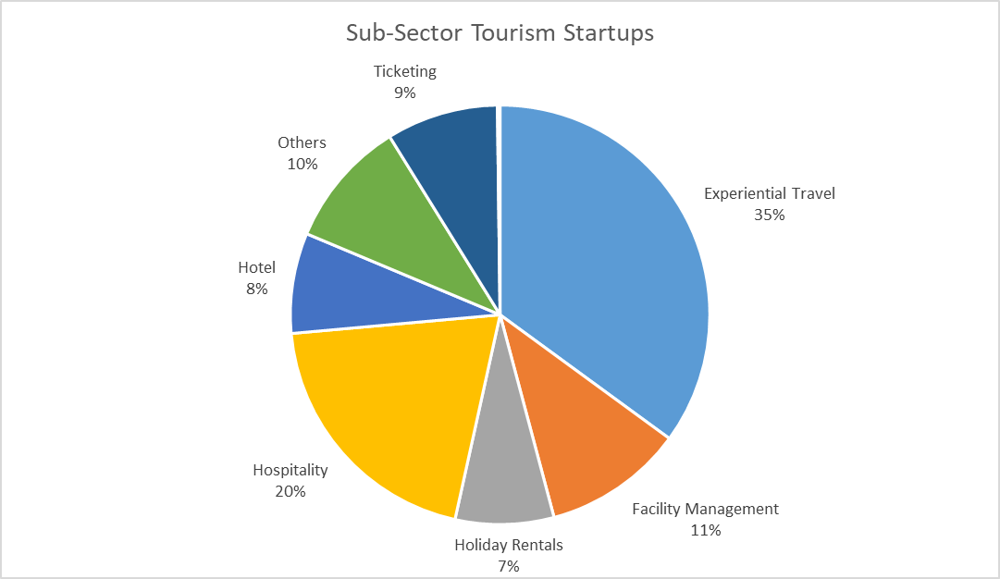 Sub-Sector Tourism Startups
Ticketing
9%
Others
10%
Experiential Travel
35%
Hotel
8%
Hospitality
20%
Facility Management
11%
Holiday Rentals
7%